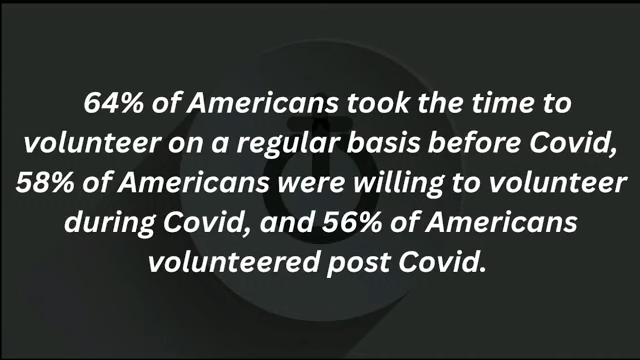 64% of Americans took the time to
volunteer on a regular basis before Covid,
58% of Americans were willing to volunteer
during Covid, and 56% of Americans
volunteered post Covid.